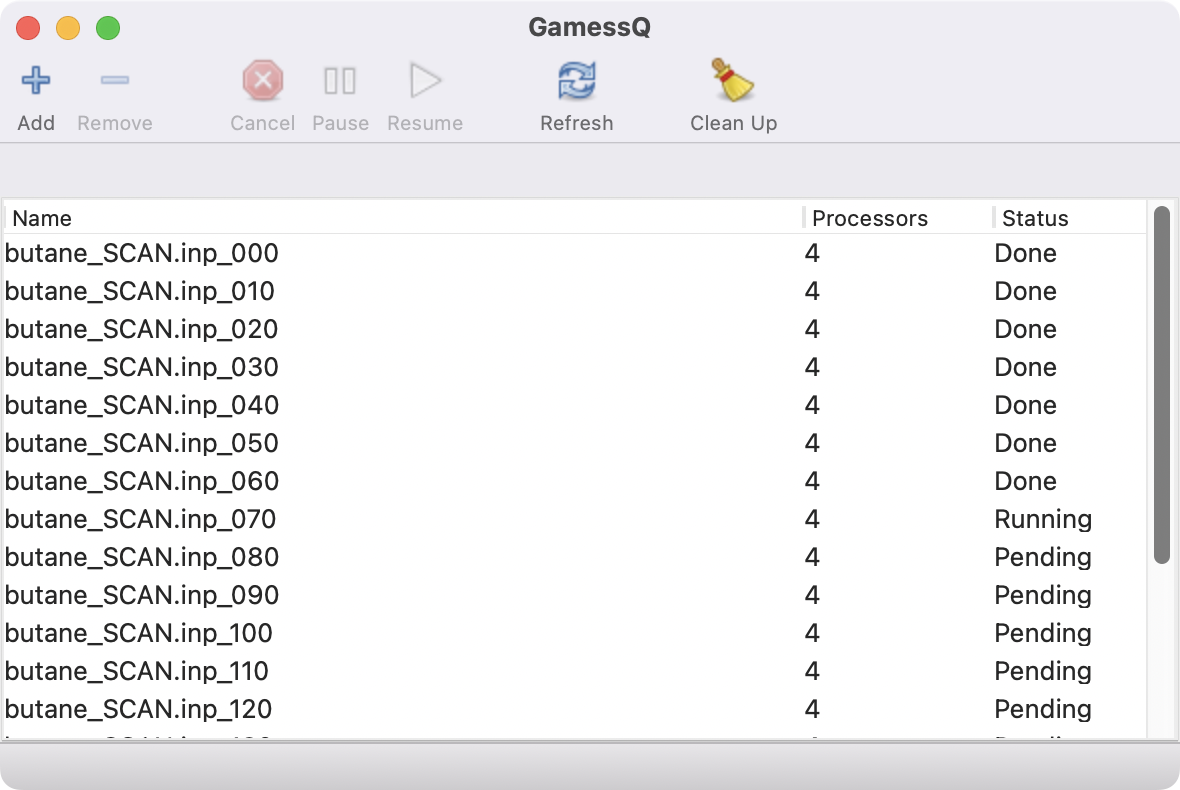 GamessQ
Add Remove Cancel Pause Resume Refresh Clean Up
Name Processors Status
butane_SCAN.inp_000 4 Done
butane_SCAN.inp_010 4 Done
butane_SCAN.inp_020 4 Done
butane_SCAN.inp_030 4 Done
butane_SCAN.inp_040 4 Done
butane_SCAN.inp_050 4 Done
butane_SCAN.inp_060 4 Done
butane_SCAN.inp_070 4 Running
butane_SCAN.inp_080 4 Pending
butane_SCAN.inp_090 4 Pending
butane_SCAN.inp_100 4 Pending
butane_SCAN.inp_110 4 Pending
butane_SCAN.inp_120 4 Pending